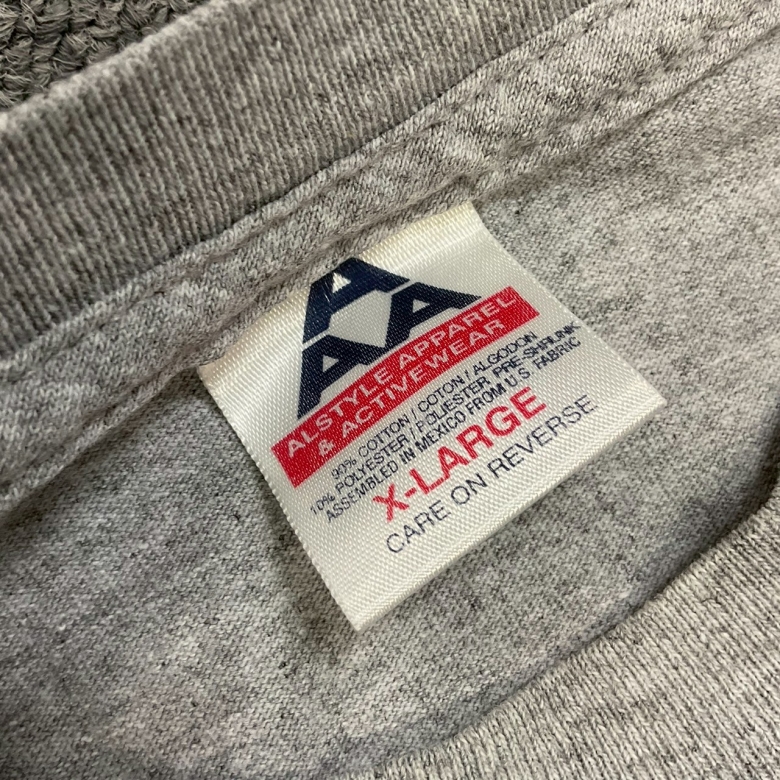 AAA
ALSTYLE APPAREL
& ACTIVEWEAR
90% COTTON / COTON / ALGODON
10% POLYESTER / POLIESTER PRE-SHRUNK
ASSEMBLED IN MEXICO FROM U.S. FABRIC
X-LARGE
CARE ON REVERSE